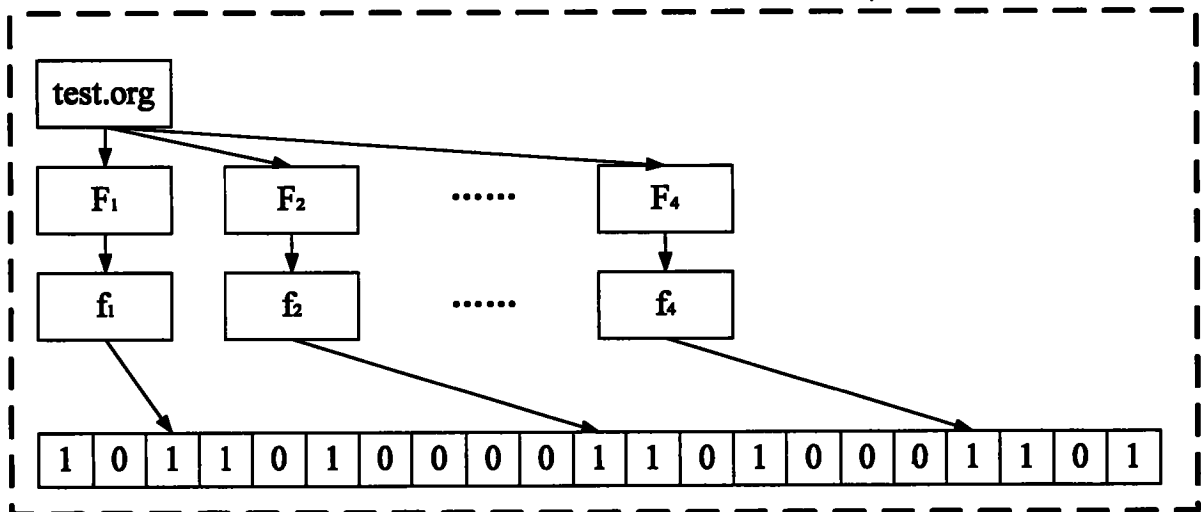 test.org
F₁ F₂ ...... F₄
f₁ f₂ ...... f₄
1 0 1 1 0 1 0 0 0 0 1 1 0 1 0 0 0 1 1 0 1